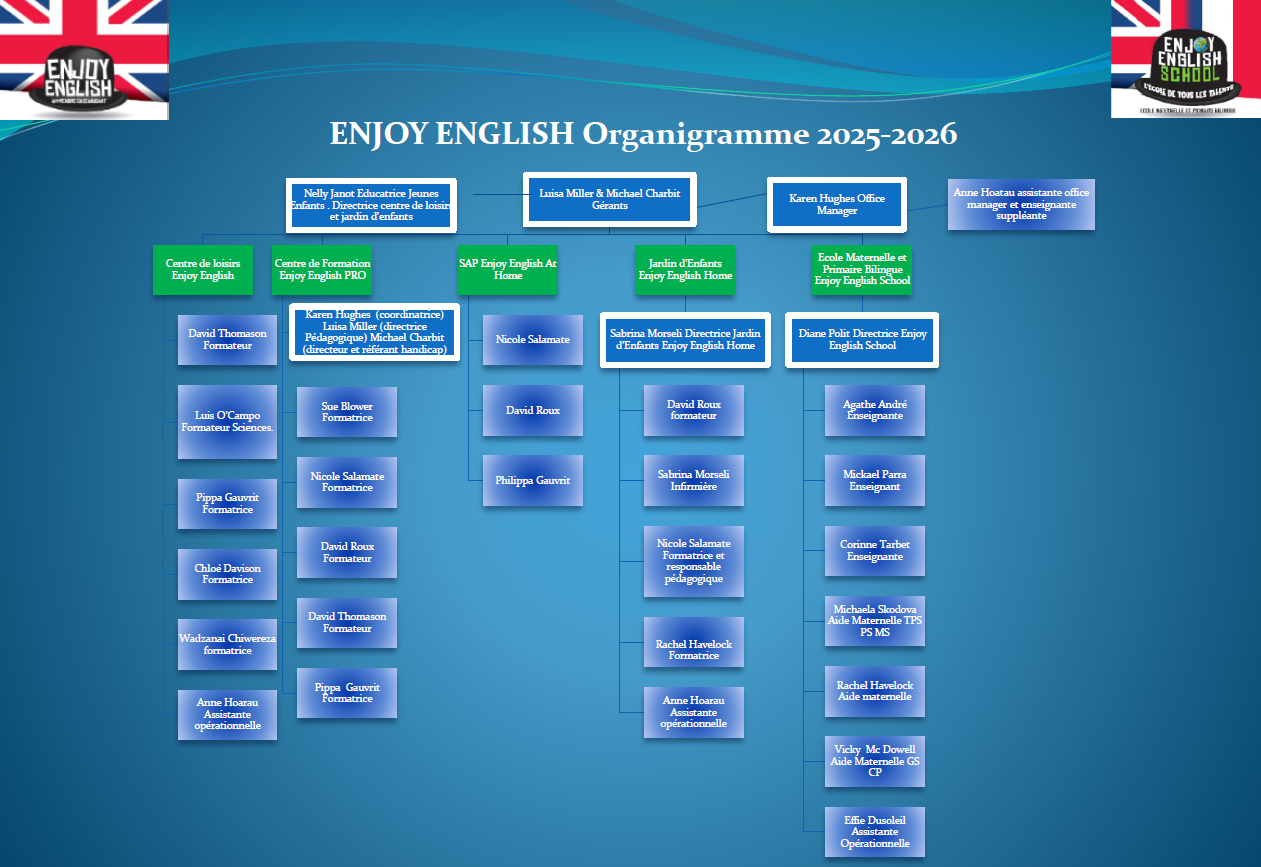 ENJOY
ENGLISH
APPRENDRE EN S'AMUSANT
ENJOY
ENGLISH
SCHOOL
L'ÉCOLE DE TOUS LES TALENTS
ECOLE MATERNELLE ET PRIMAIRE BILINGUE
ENJOY ENGLISH Organigramme 2025-2026
Nelly Janot Educatrice Jeunes
Enfants . Directrice centre de loisirs
et jardin d'enfants
Luisa Miller & Michael Charbit
Gérants
Karen Hughes Office
Manager
Anne Hoatau assistante office
manager et enseignante
suppléante
Centre de loisirs
Enjoy English
Centre de Formation
Enjoy English PRO
SAP Enjoy English At
Home
Jardin d'Enfants
Enjoy English Home
Ecole Maternelle et
Primaire Bilingue
Enjoy English School
David Thomason
Formateur
Luis O'Campo
Formateur Sciences.
Pippa Gauvrit
Formatrice
Chloé Davison
Formatrice
Wadzanai Chiwereza
formatrice
Anne Hoarau
Assistante
opérationnelle
Karen Hughes (coordinatrice)
Luisa Miller (directrice
Pédagogique) Michael Charbit
(directeur et référant handicap)
Sue Blower
Formatrice
Nicole Salamate
Formatrice
David Roux
Formateur
David Thomason
Formateur
Pippa Gauvrit
Formatrice
Nicole Salamate
David Roux
Philippa Gauvrit
Sabrina Morseli Directrice Jardin
d'Enfants Enjoy English Home
David Roux
formateur
Sabrina Morseli
Infirmière
Nicole Salamate
Formatrice et
responsable
pédagogique
Rachel Havelock
Formatrice
Anne Hoarau
Assistante
opérationnelle
Diane Polit Directrice Enjoy
English School
Agathe André
Enseignante
Mickael Parra
Enseignant
Corinne Tarbet
Enseignante
Michaela Skodova
Aide Maternelle TPS
PS MS
Rachel Havelock
Aide maternelle
Vicky Mc Dowell
Aide Maternelle GS
CP
Effie Dusoleil
Assistante
Opérationnelle